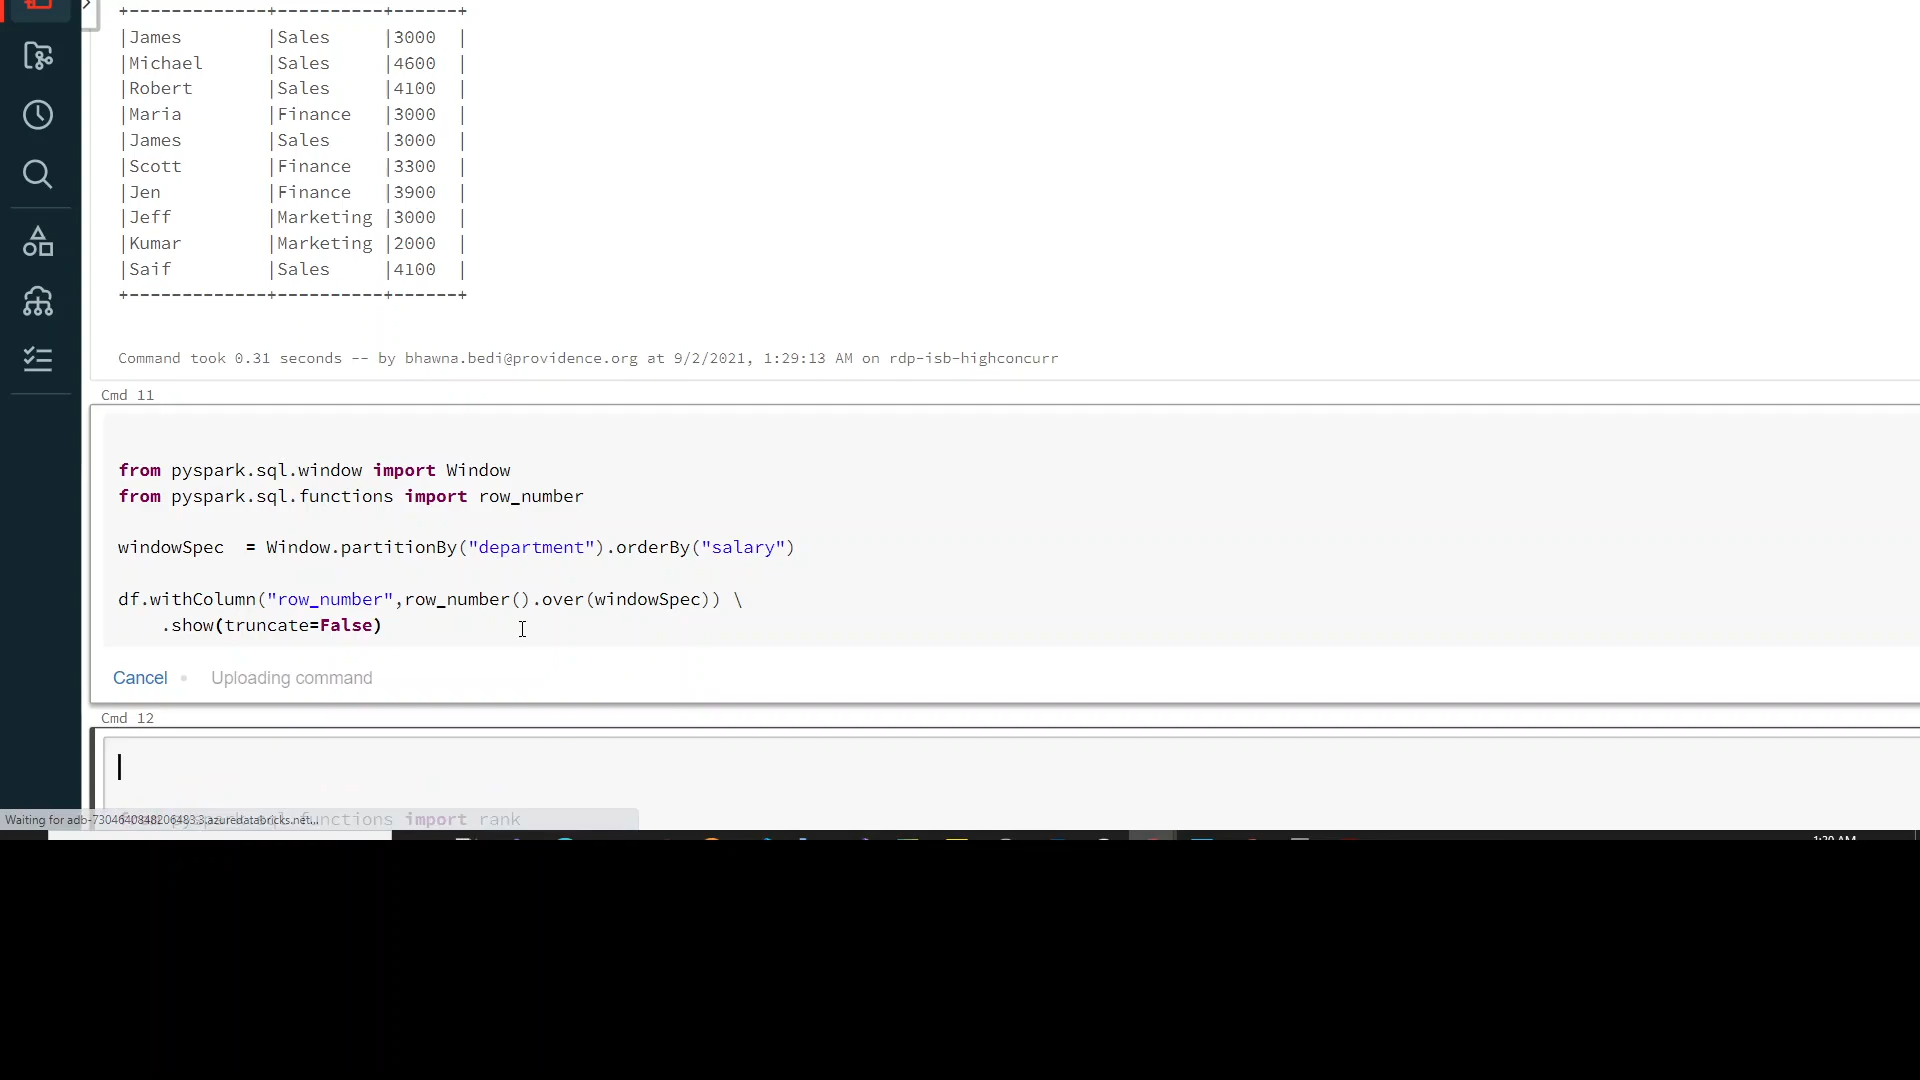 +-------------+----------+------+
|James        |Sales     |3000  |
|Michael      |Sales     |4600  |
|Robert       |Sales     |4100  |
|Maria        |Finance   |3000  |
|James        |Sales     |3000  |
|Scott        |Finance   |3300  |
|Jen          |Finance   |3900  |
|Jeff         |Marketing |3000  |
|Kumar        |Marketing |2000  |
|Saif         |Sales     |4100  |
+-------------+----------+------+
Command took 0.31 seconds -- by bhawna.bedi@providence.org at 9/2/2021, 1:29:13 AM on rdp-isb-highconcurr
Cmd 11
from pyspark.sql.window import Window
from pyspark.sql.functions import row_number
windowSpec  = Window.partitionBy("department").orderBy("salary")
df.withColumn("row_number",row_number().over(windowSpec)) \
    .show(truncate=False)
Cancel • Uploading command
Cmd 12
import rank
Waiting for